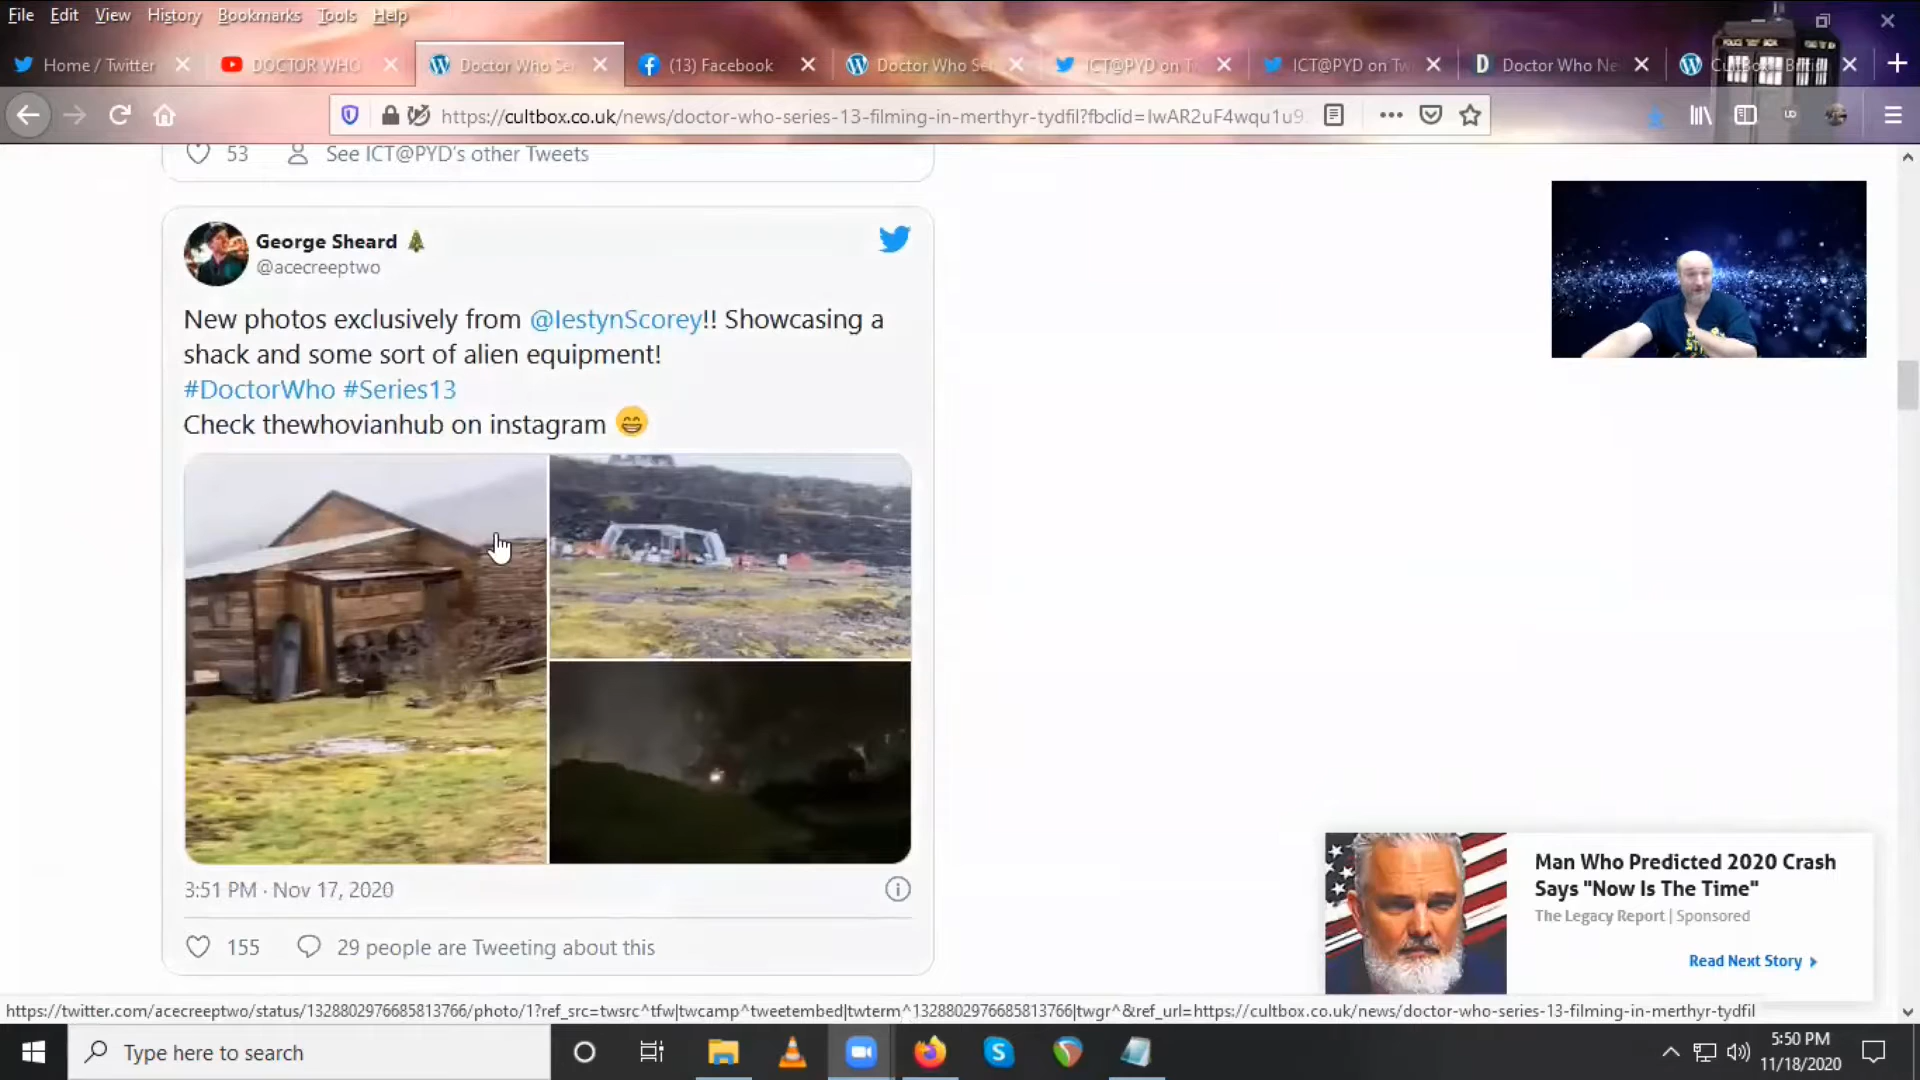 File Edit View History Bookmarks Tools Help
Home / Twitter
DOCTOR WHO
Doctor Who Se
(13) Facebook
Doctor Who Se
ICT@PYD on T
ICT@PYD on Tw
Doctor Who Ne
CultBox - Briti
https://cultbox.co.uk/news/doctor-who-series-13-filming-in-merthyr-tydfil?fbclid=IwAR2uF4wqu1u9
53 See ICT@PYD's other Tweets
George Sheard
@acecreeptwo
New photos exclusively from @IestynScorey!! Showcasing a
shack and some sort of alien equipment!
#DoctorWho #Series13
Check thewhovianhub on instagram
3:51 PM · Nov 17, 2020
155 29 people are Tweeting about this
Man Who Predicted 2020 Crash
Says "Now Is The Time"
The Legacy Report | Sponsored
Read Next Story
https://twitter.com/acecreeptwo/status/1328802976685813766/photo/1?ref_src=twsrc^tfw|twcamp^tweetembed|twterm^1328802976685813766|twgr^&ref_url=https://cultbox.co.uk/news/doctor-who-series-13-filming-in-merthyr-tydfil
Type here to search
5:50 PM
11/18/2020